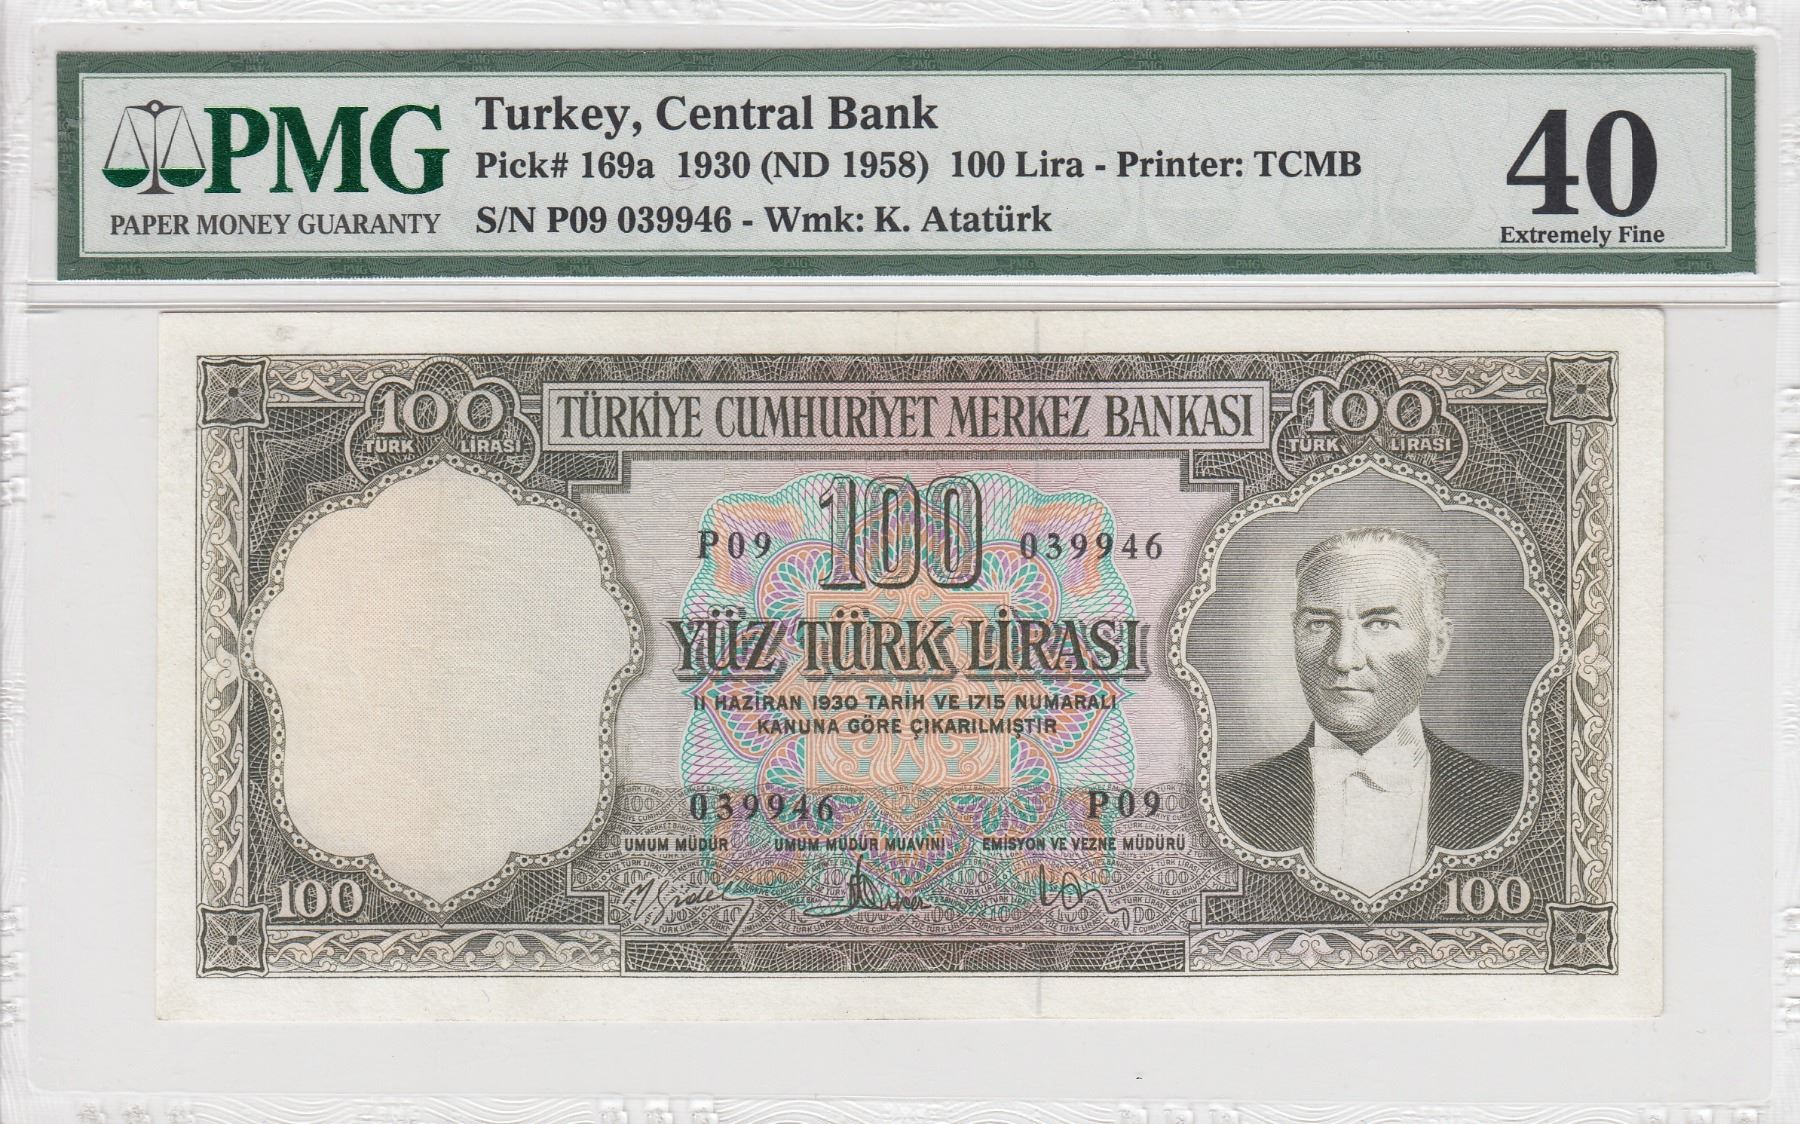 PMG
PAPER MONEY GUARANTY
Turkey, Central Bank
Pick# 169a 1930 (ND 1958) 100 Lira - Printer: TCMB
S/N P09 039946 - Wmk: K. Atatürk
40
Extremely Fine
100
TÜRK LİRASI
TÜRKİYE CUMHURİYET MERKEZ BANKASI
100
TÜRK LİRASI
100
P09 039946
YÜZ TÜRK LİRASI
11 HAZİRAN 1930 TARİH VE 1715 NUMARALI
KANUNA GÖRE ÇIKARILMIŞTIR
039946 P09
UMUM MÜDÜR UMUM MÜDÜR MUAVİNİ EMİSYON VE VEZNE MÜDÜRÜ
100 100